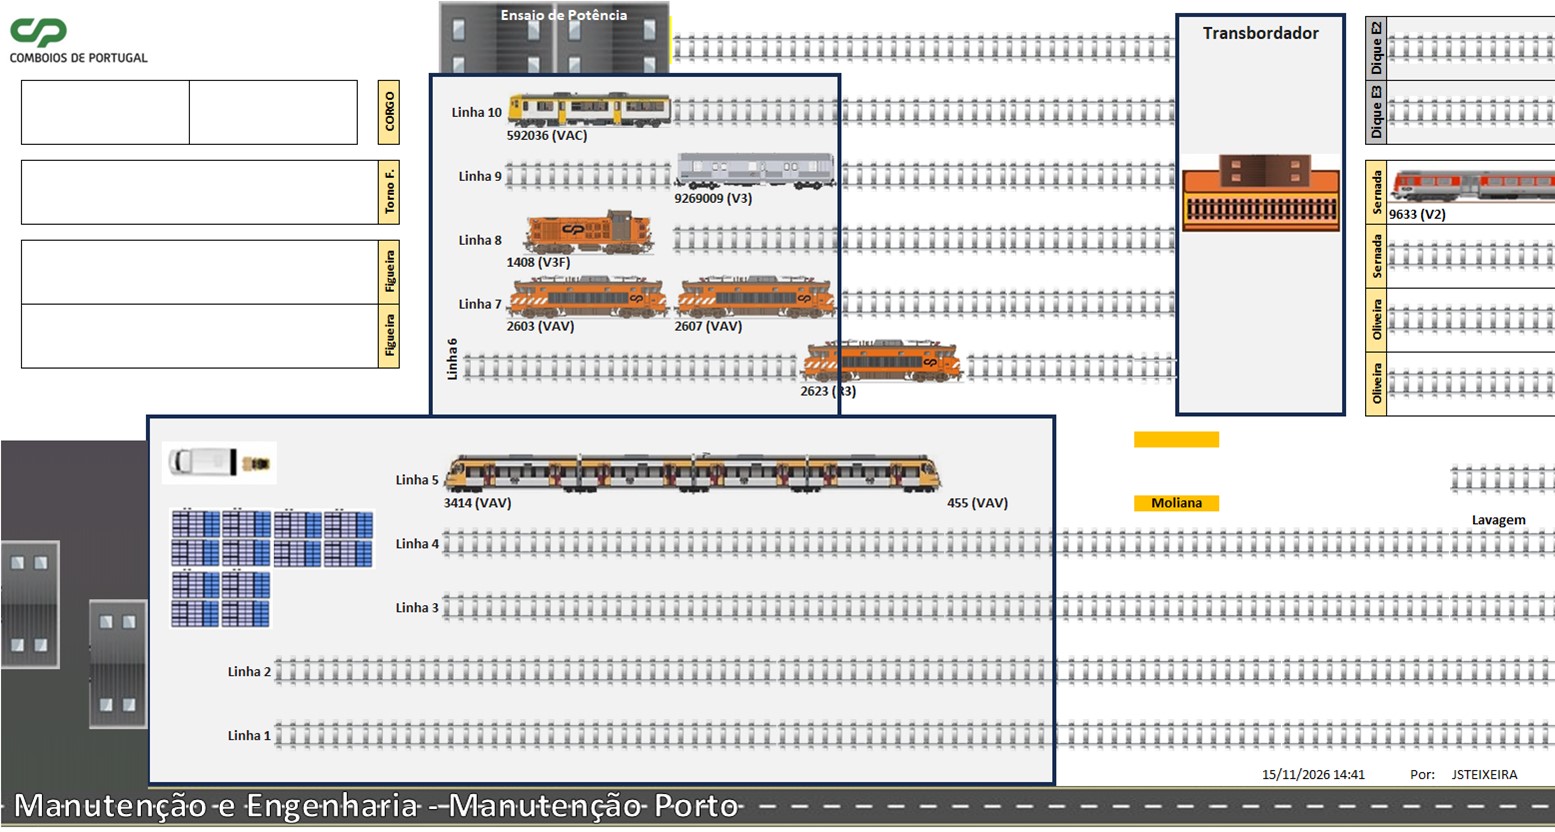 CP
COMBOIOS DE PORTUGAL
CORGO
Torno F.
Figueira
Figueira
Ensaio de Potência
Linha 10
592036 (VAC)
Linha 9
9269009 (V3)
Linha 8
1408 (V3F)
Linha 7
2603 (VAV)
2607 (VAV)
Linha 6
2623 (R3)
Transbordador
Dique E2
Dique E3
Sernada
9633 (V2)
Sernada
Oliveira
Oliveira
Linha 5
3414 (VAV)
455 (VAV)
Moliana
Lavagem
Linha 4
Linha 3
Linha 2
Linha 1
15/11/2026 14:41 Por: JSTEIXEIRA
Manutenção e Engenharia - Manutenção Porto